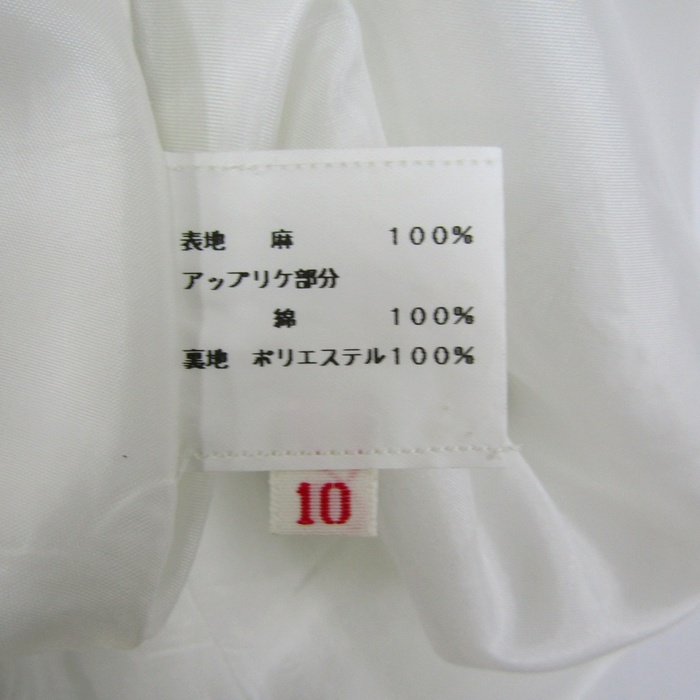 表地 麻 100%
アップリケ部分
綿 100%
裏地 ポリエステル100%
10